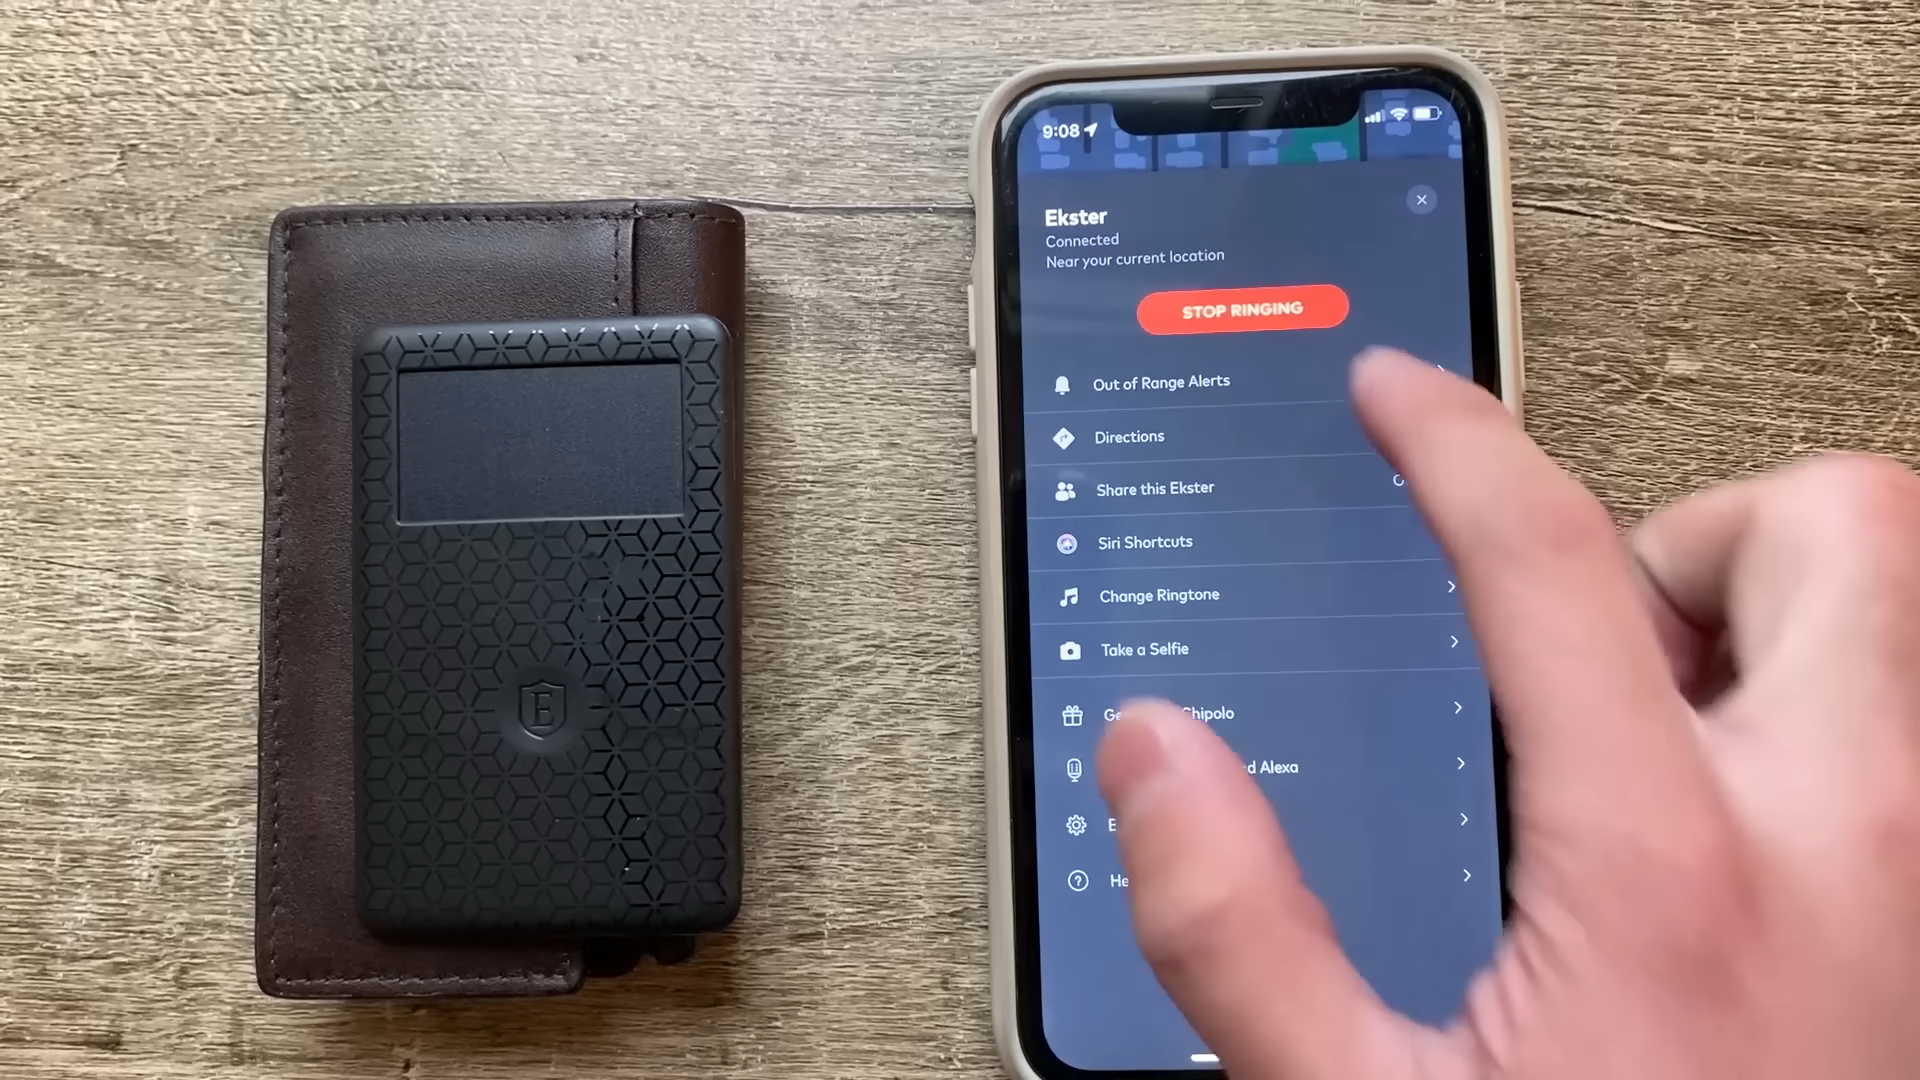 9:08
Ekster
Connected
Near your current location
STOP RINGING
Out of Range Alerts
Directions
Share this Ekster
Siri Shortcuts
Change Ringtone
Take a Selfie
Chipolo
Alexa
E